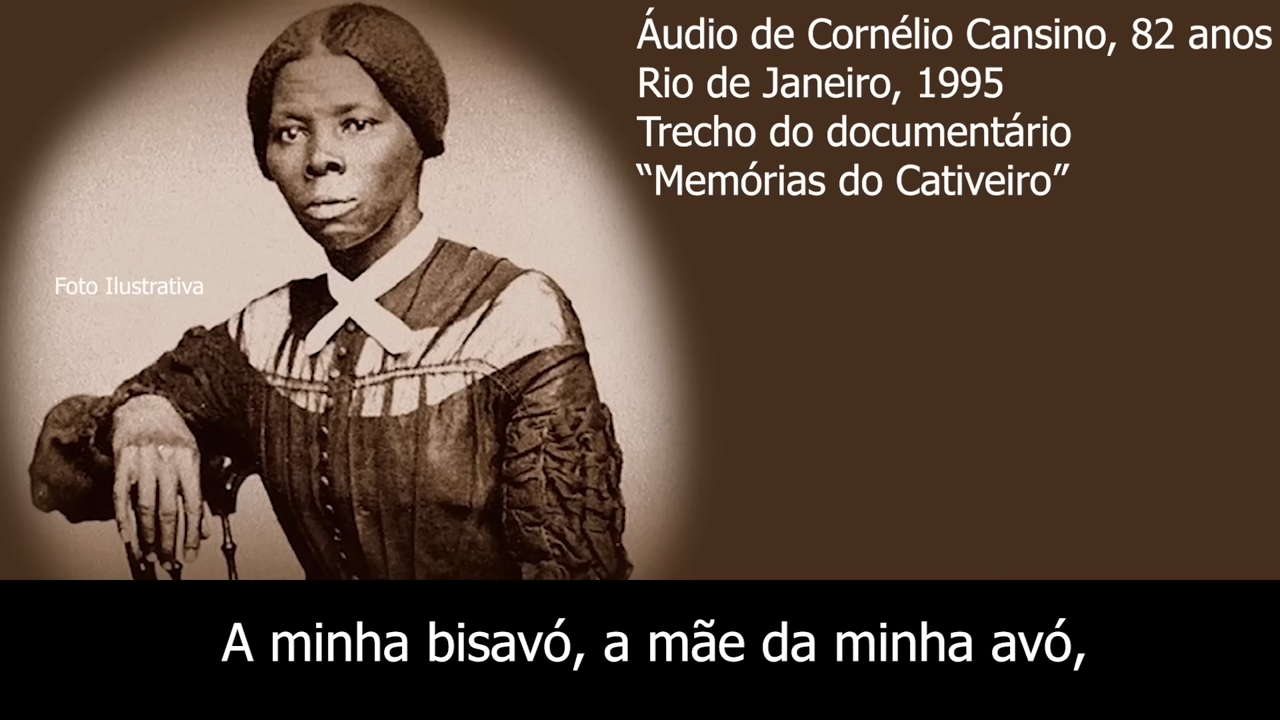 Áudio de Cornélio Cansino, 82 anos
Rio de Janeiro, 1995
Trecho do documentário
“Memórias do Cativeiro”
Foto Ilustrativa
A minha bisavó, a mãe da minha avó,